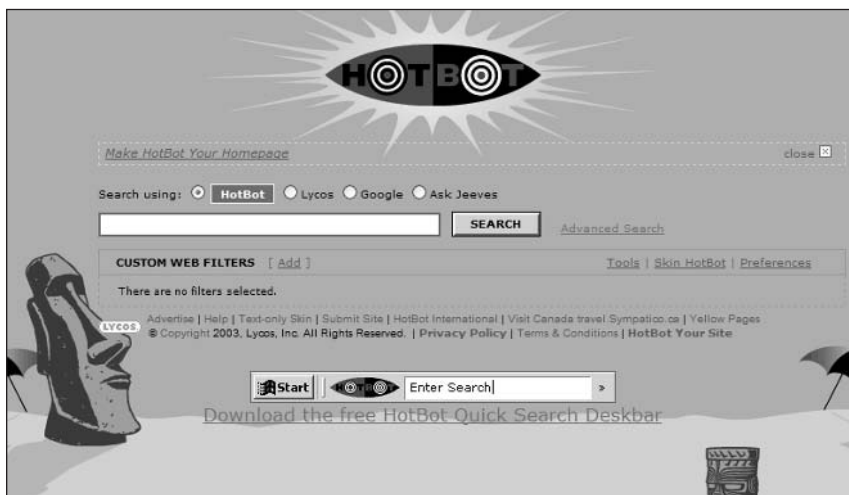 HOTBOT
Make HotBot Your Homepage close
Search using: HotBot Lycos Google Ask Jeeves
SEARCH Advanced Search
CUSTOM WEB FILTERS [ Add ] Tools | Skin HotBot | Preferences
There are no filters selected.
LYCOS
Advertise | Help | Text-only Skin | Submit Site | HotBot International | Visit Canada travel.Sympatico.ca | Yellow Pages
© Copyright 2003, Lycos, Inc. All Rights Reserved. | Privacy Policy | Terms & Conditions | HotBot Your Site
Start HOTBOT Enter Search »
Download the free HotBot Quick Search Deskbar